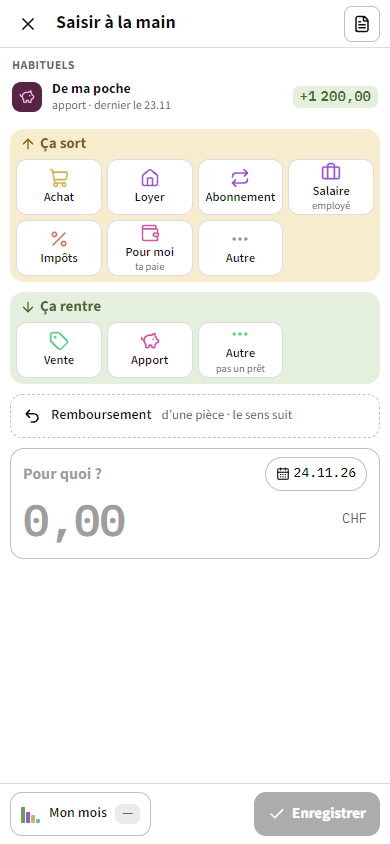 Saisir à la main
HABITUELS
De ma poche
apport · dernier le 23.11
+1 200,00
Ça sort
Achat
Loyer
Abonnement
Salaire
employé
Impôts
Pour moi
ta paie
Autre
Ça rentre
Vente
Apport
Autre
pas un prêt
Remboursement d’une pièce · le sens suit
Pour quoi ?
24.11.26
0,00
CHF
Mon mois —
Enregistrer